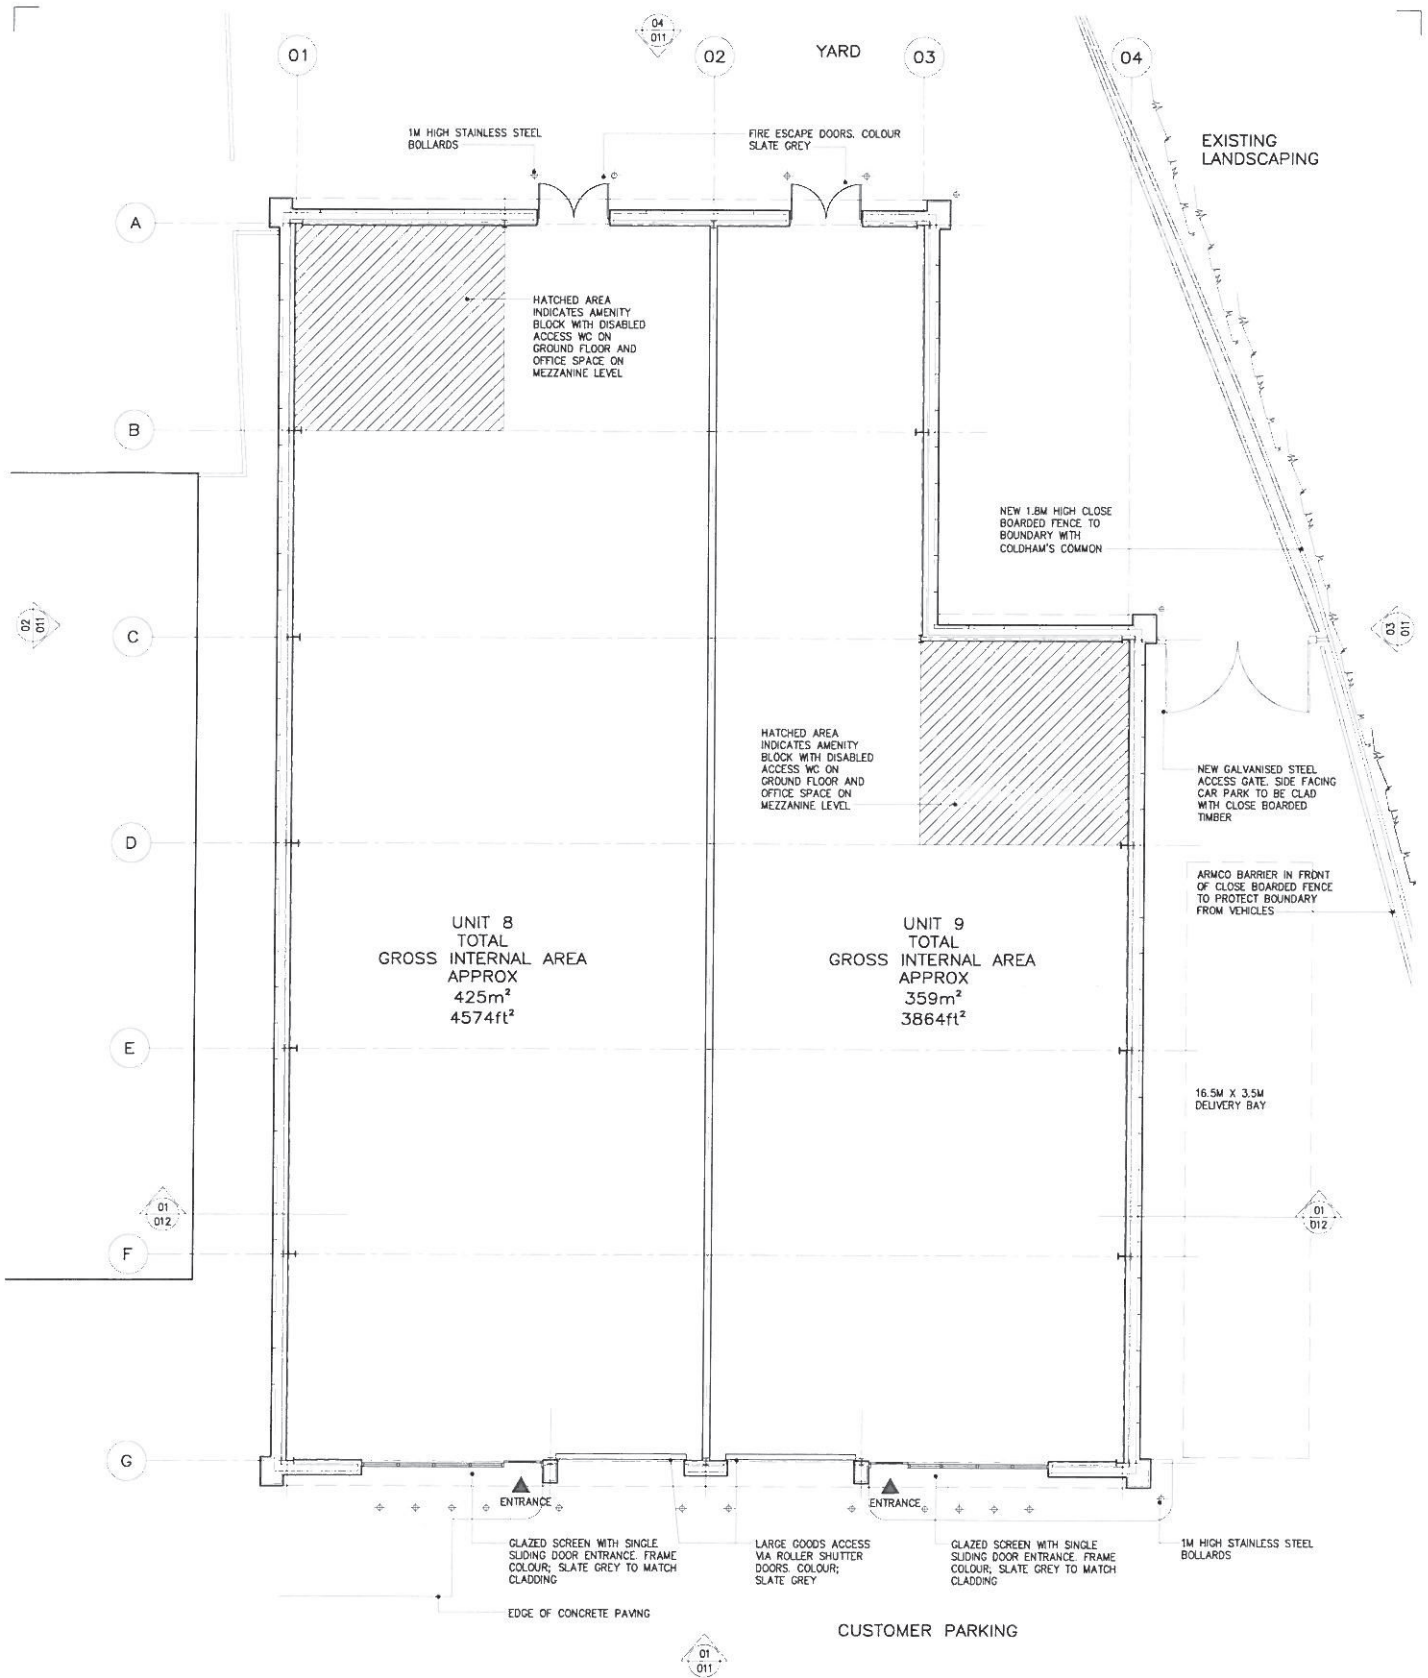 04
011
01
02
YARD
03
04
1M HIGH STAINLESS STEEL
BOLLARDS
FIRE ESCAPE DOORS. COLOUR
SLATE GREY
EXISTING
LANDSCAPING
A
HATCHED AREA
INDICATES AMENITY
BLOCK WITH DISABLED
ACCESS WC ON
GROUND FLOOR AND
OFFICE SPACE ON
MEZZANINE LEVEL
B
NEW 1.8M HIGH CLOSE
BOARDED FENCE TO
BOUNDARY WITH
COLDHAM'S COMMON
02
011
C
03
011
HATCHED AREA
INDICATES AMENITY
BLOCK WITH DISABLED
ACCESS WC ON
GROUND FLOOR AND
OFFICE SPACE ON
MEZZANINE LEVEL
NEW GALVANISED STEEL
ACCESS GATE. SIDE FACING
CAR PARK TO BE CLAD
WITH CLOSE BOARDED
TIMBER
D
ARMCO BARRIER IN FRONT
OF CLOSE BOARDED FENCE
TO PROTECT BOUNDARY
FROM VEHICLES
UNIT 8
TOTAL
GROSS INTERNAL AREA
APPROX
425m²
4574ft²
UNIT 9
TOTAL
GROSS INTERNAL AREA
APPROX
359m²
3864ft²
E
16.5M X 3.5M
DELIVERY BAY
01
012
01
012
F
G
ENTRANCE
ENTRANCE
GLAZED SCREEN WITH SINGLE
SLIDING DOOR ENTRANCE. FRAME
COLOUR; SLATE GREY TO MATCH
CLADDING
LARGE GOODS ACCESS
VIA ROLLER SHUTTER
DOORS. COLOUR;
SLATE GREY
GLAZED SCREEN WITH SINGLE
SLIDING DOOR ENTRANCE. FRAME
COLOUR; SLATE GREY TO MATCH
CLADDING
1M HIGH STAINLESS STEEL
BOLLARDS
EDGE OF CONCRETE PAVING
CUSTOMER PARKING
01
011